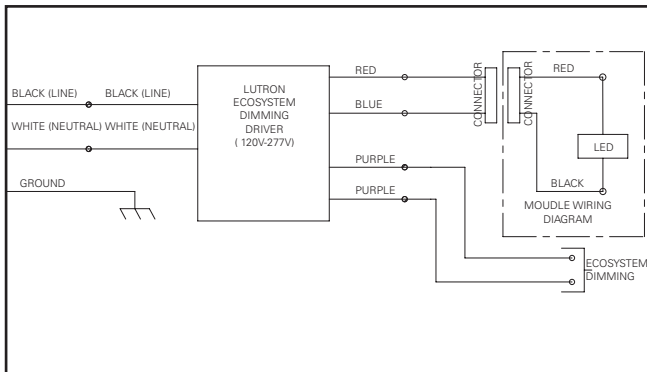 BLACK (LINE) BLACK (LINE)
WHITE (NEUTRAL) WHITE (NEUTRAL)
GROUND
LUTRON
ECOSYSTEM
DIMMING
DRIVER
( 120V-277V)
RED
BLUE
PURPLE
PURPLE
CONNECTOR
CONNECTOR
RED
LED
BLACK
MOUDLE WIRING
DIAGRAM
ECOSYSTEM
DIMMING